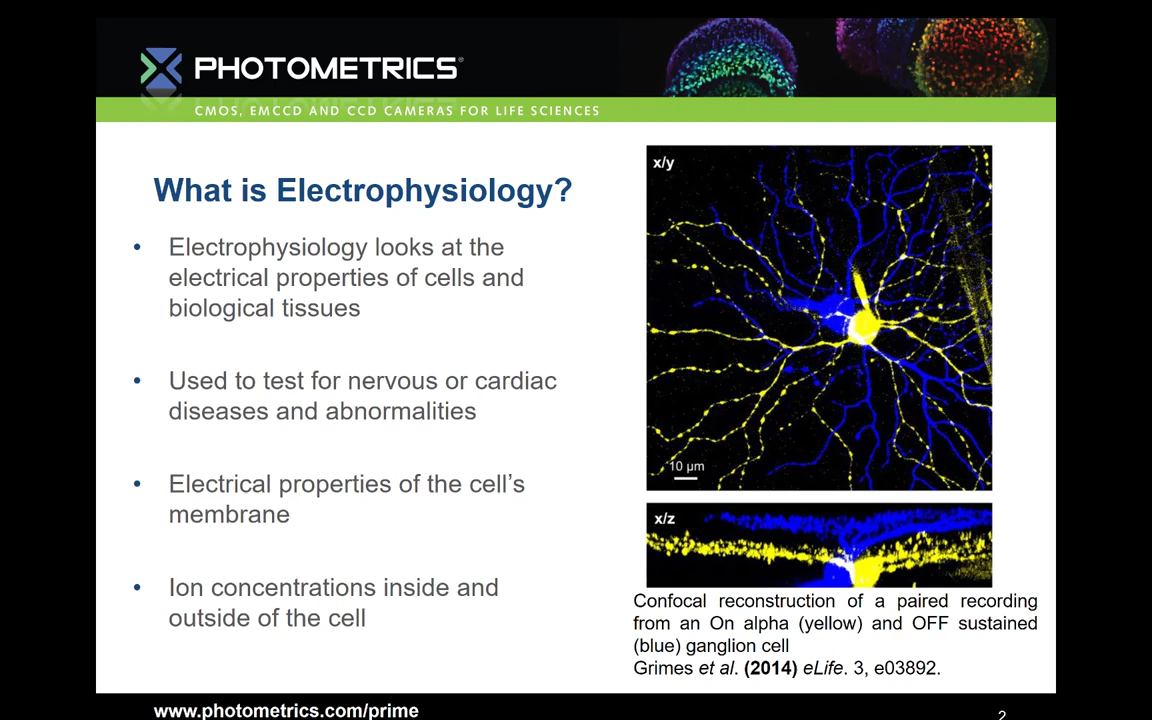 PHOTOMETRICS®
CMOS, EMCCD AND CCD CAMERAS FOR LIFE SCIENCES
What is Electrophysiology?
• Electrophysiology looks at the
electrical properties of cells and
biological tissues
• Used to test for nervous or cardiac
diseases and abnormalities
• Electrical properties of the cell’s
membrane
• Ion concentrations inside and
outside of the cell
x/y
10 µm
x/z
Confocal reconstruction of a paired recording
from an On alpha (yellow) and OFF sustained
(blue) ganglion cell
Grimes et al. (2014) eLife. 3, e03892.
www.photometrics.com/prime
2